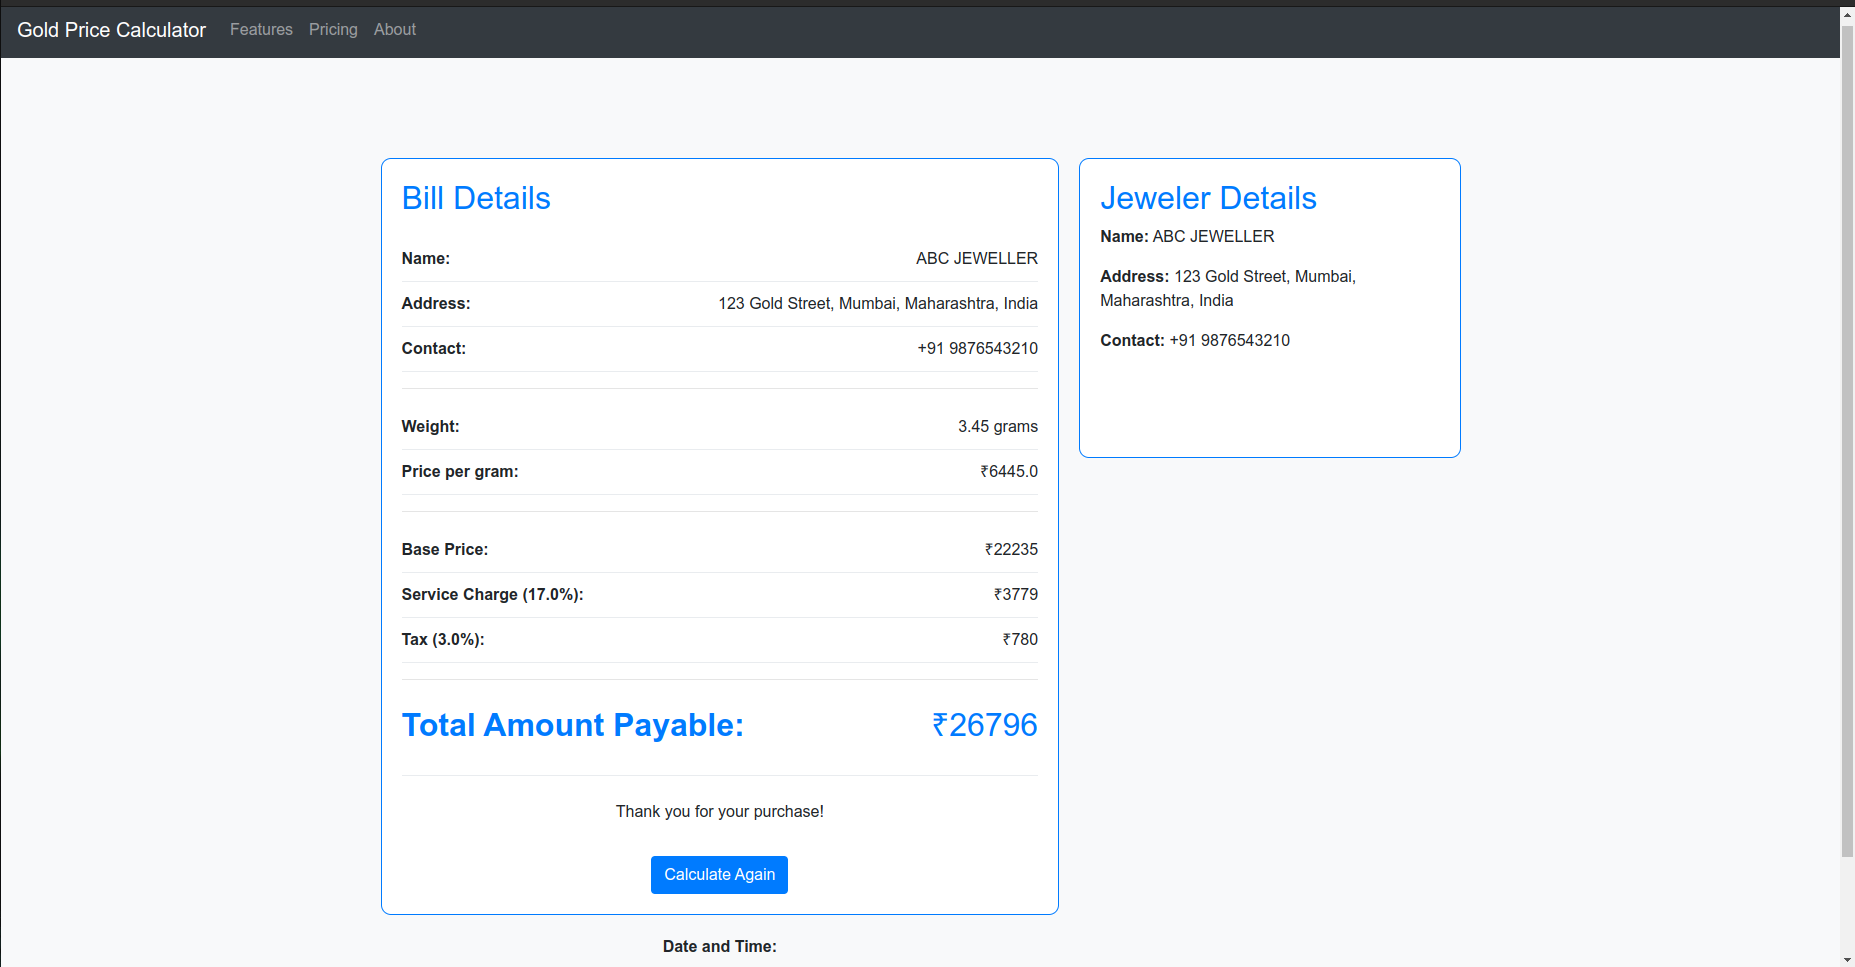 Gold Price Calculator Features Pricing About
Bill Details
Name: ABC JEWELLER
Address: 123 Gold Street, Mumbai, Maharashtra, India
Contact: +91 9876543210
Weight: 3.45 grams
Price per gram: ₹6445.0
Base Price: ₹22235
Service Charge (17.0%): ₹3779
Tax (3.0%): ₹780
Total Amount Payable: ₹26796
Thank you for your purchase!
Calculate Again
Date and Time:
Jeweler Details
Name: ABC JEWELLER
Address: 123 Gold Street, Mumbai,
Maharashtra, India
Contact: +91 9876543210